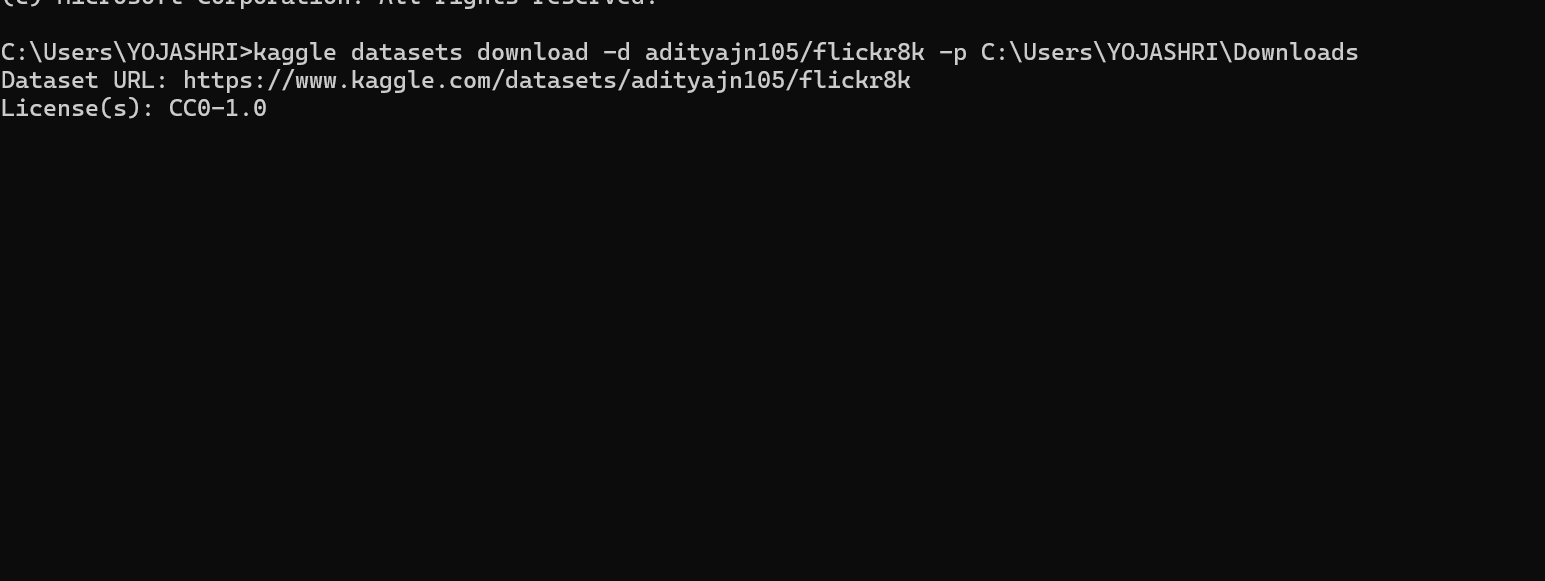 (c) Microsoft Corporation. All rights reserved.
C:\Users\YOJASHRI>kaggle datasets download -d adityajn105/flickr8k -p C:\Users\YOJASHRI\Downloads
Dataset URL: https://www.kaggle.com/datasets/adityajn105/flickr8k
License(s): CC0-1.0